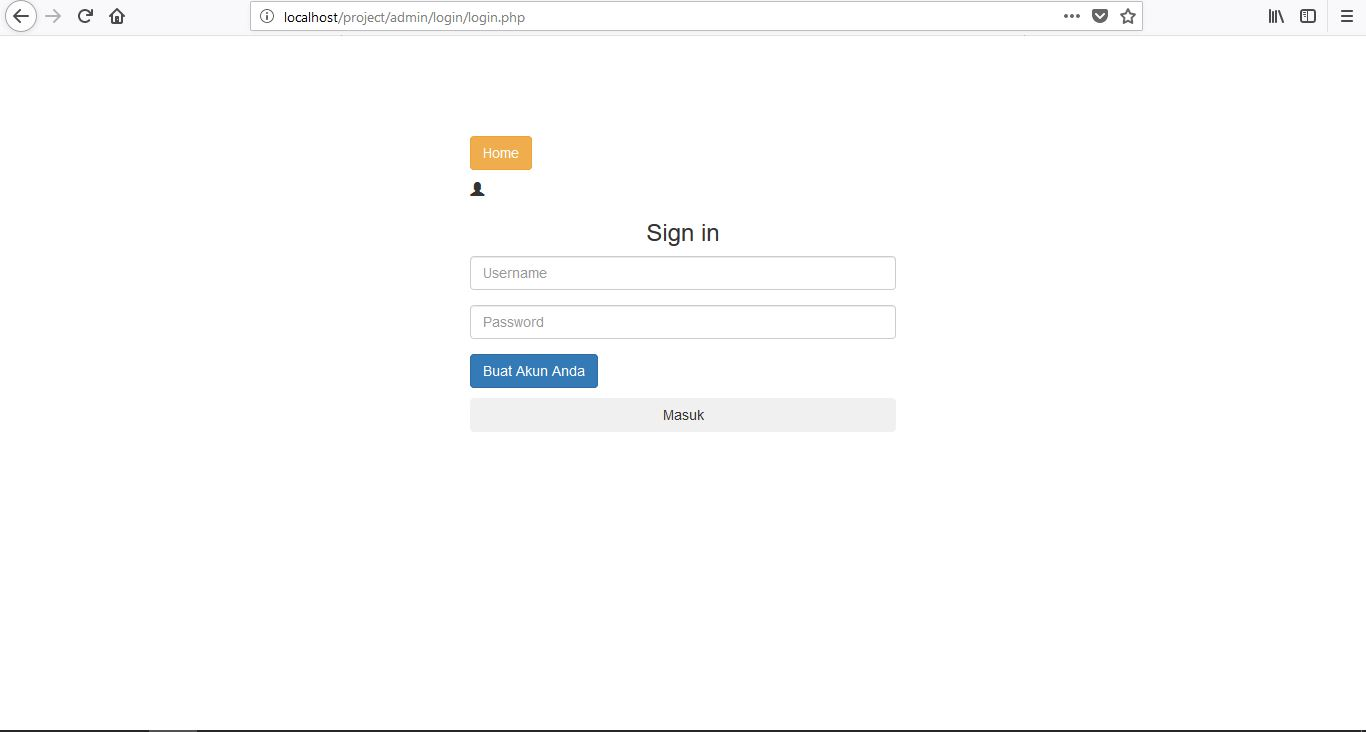 localhost/project/admin/login/login.php
Home
Sign in
Username
Password
Buat Akun Anda
Masuk